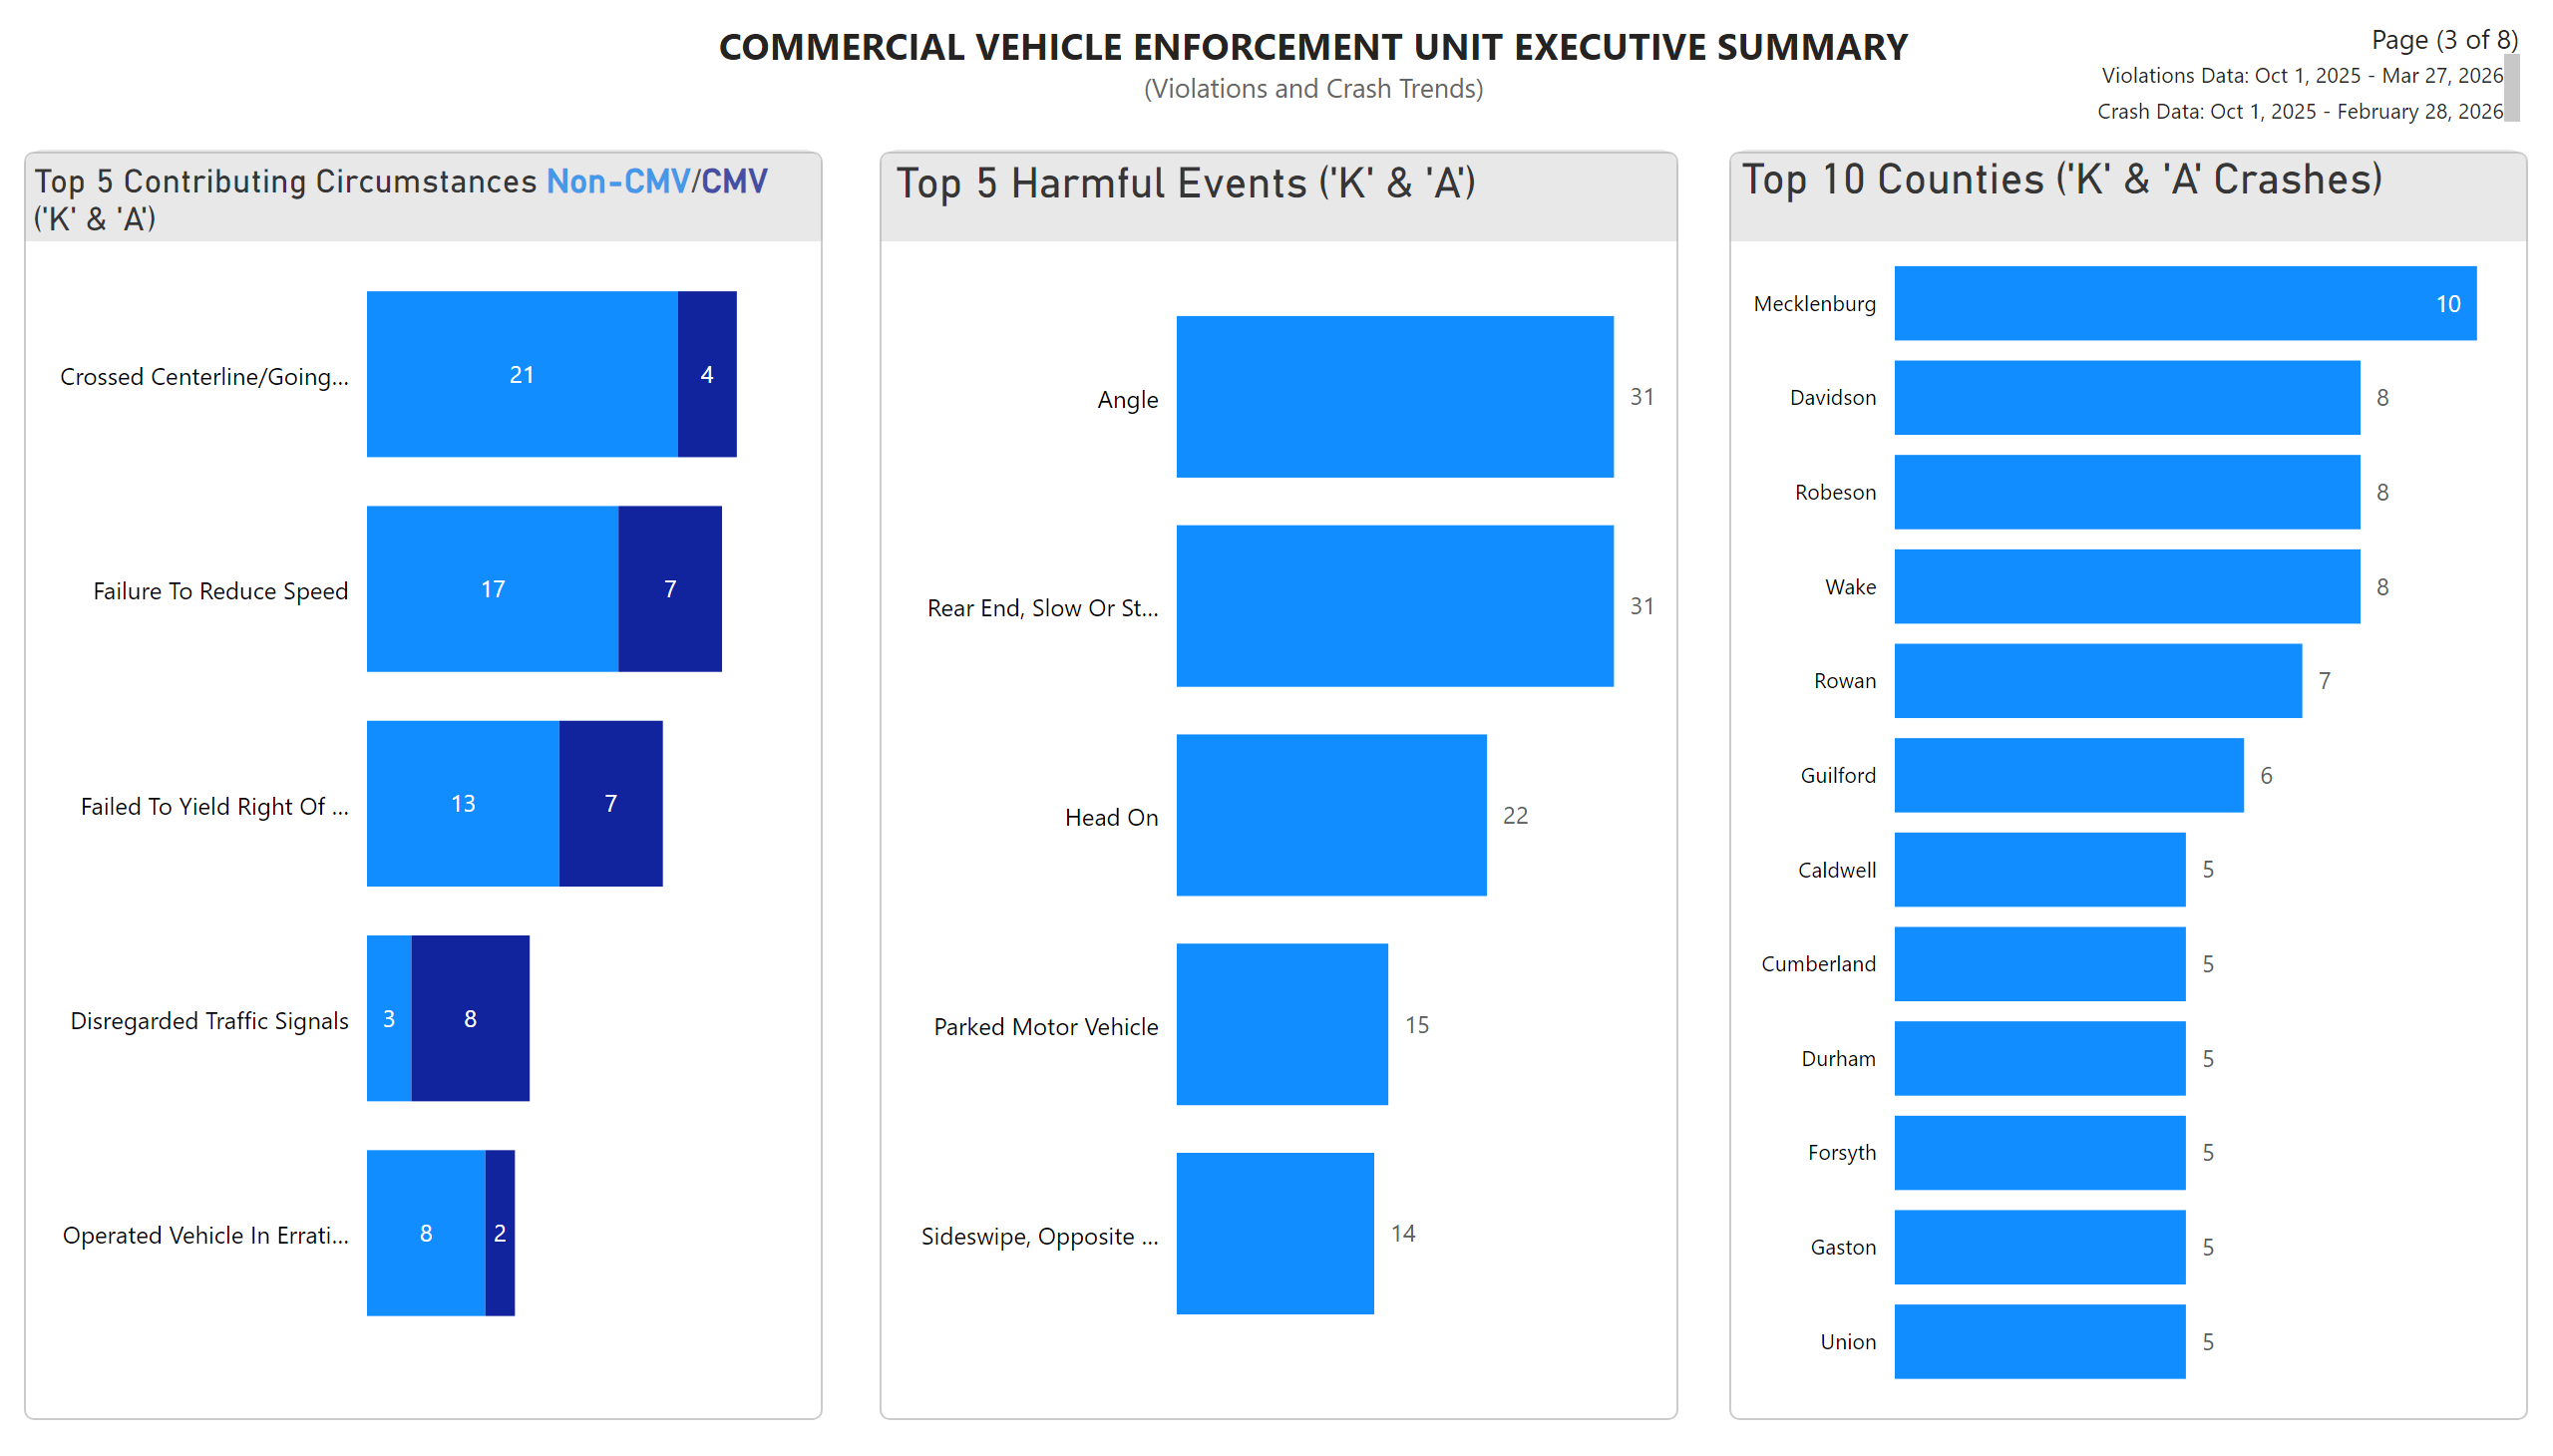 COMMERCIAL VEHICLE ENFORCEMENT UNIT EXECUTIVE SUMMARY
(Violations and Crash Trends)
Page (3 of 8)
Violations Data: Oct 1, 2025 - Mar 27, 2026
Crash Data: Oct 1, 2025 - February 28, 2026
Top 5 Contributing Circumstances Non-CMV/CMV
('K' & 'A')
Crossed Centerline/Going... 21 4
Failure To Reduce Speed 17 7
Failed To Yield Right Of ... 13 7
Disregarded Traffic Signals 3 8
Operated Vehicle In Errati... 8 2
Top 5 Harmful Events ('K' & 'A')
Angle 31
Rear End, Slow Or St... 31
Head On 22
Parked Motor Vehicle 15
Sideswipe, Opposite ... 14
Top 10 Counties ('K' & 'A' Crashes)
Mecklenburg 10
Davidson 8
Robeson 8
Wake 8
Rowan 7
Guilford 6
Caldwell 5
Cumberland 5
Durham 5
Forsyth 5
Gaston 5
Union 5